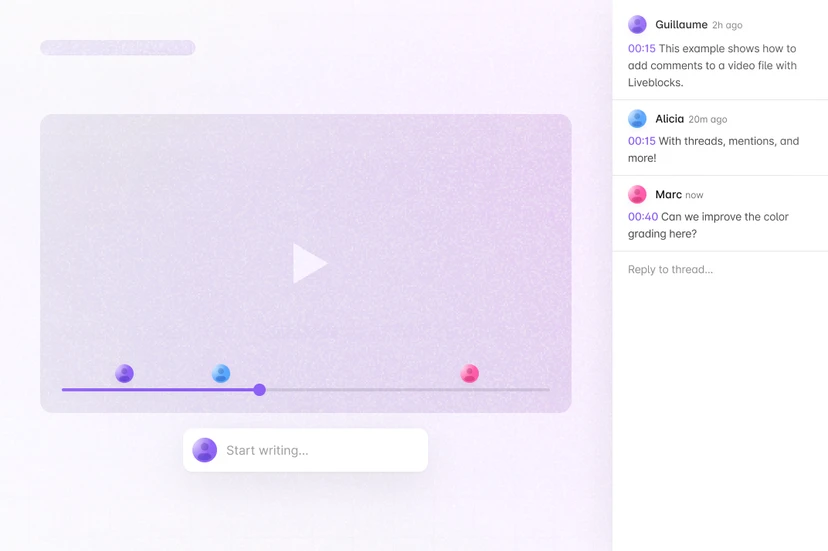 Guillaume 2h ago
00:15 This example shows how to
add comments to a video file with
Liveblocks.
Alicia 20m ago
00:15 With threads, mentions, and
more!
Marc now
00:40 Can we improve the color
grading here?
Reply to thread...
Start writing...